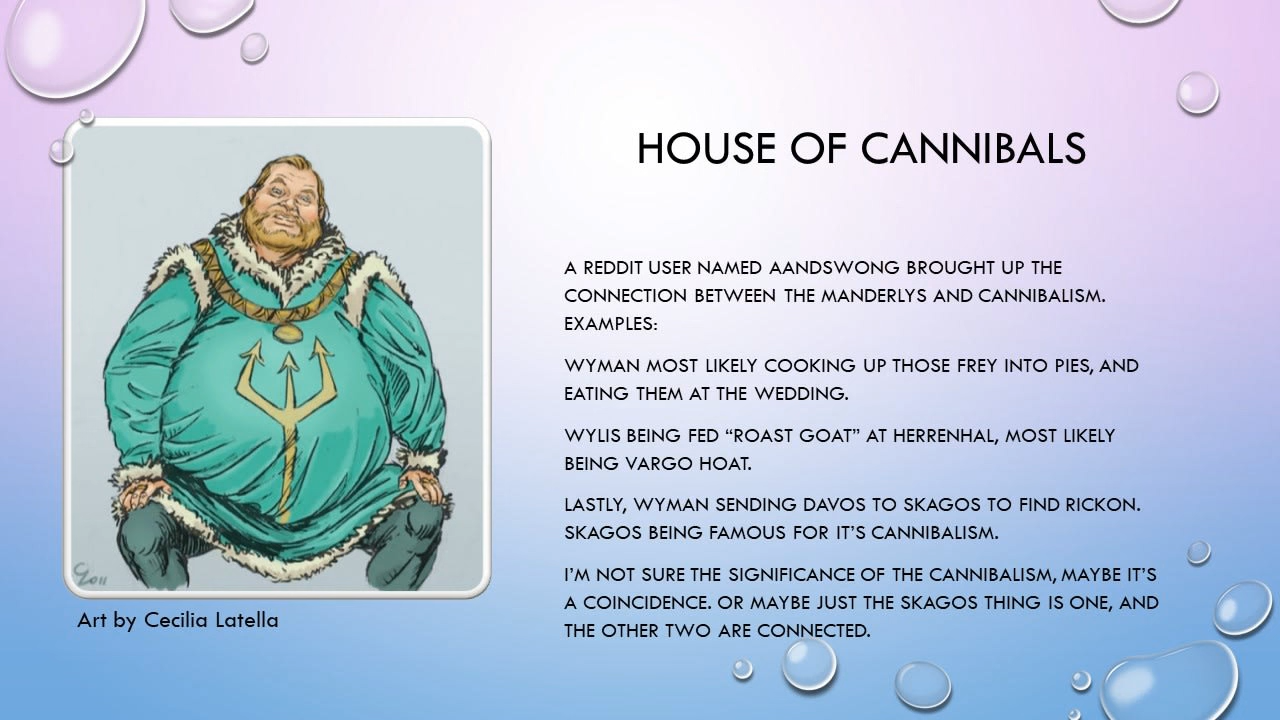 HOUSE OF CANNIBALS
A REDDIT USER NAMED AANDSWONG BROUGHT UP THE
CONNECTION BETWEEN THE MANDERLYS AND CANNIBALISM.
EXAMPLES:
WYMAN MOST LIKELY COOKING UP THOSE FREY INTO PIES, AND
EATING THEM AT THE WEDDING.
WYLIS BEING FED “ROAST GOAT” AT HERRENHAL, MOST LIKELY
BEING VARGO HOAT.
LASTLY, WYMAN SENDING DAVOS TO SKAGOS TO FIND RICKON.
SKAGOS BEING FAMOUS FOR IT’S CANNIBALISM.
I’M NOT SURE THE SIGNIFICANCE OF THE CANNIBALISM, MAYBE IT’S
A COINCIDENCE. OR MAYBE JUST THE SKAGOS THING IS ONE, AND
THE OTHER TWO ARE CONNECTED.
Art by Cecilia Latella